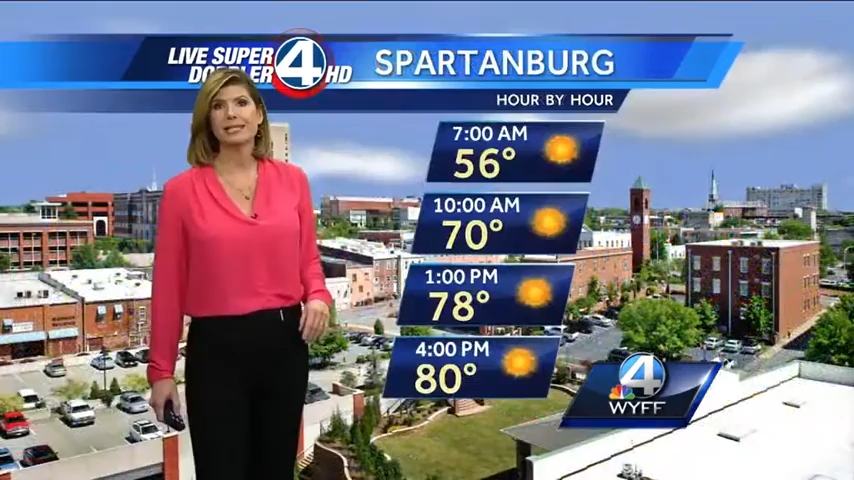 LIVE SUPER
DOPPLER 4 HD
SPARTANBURG
HOUR BY HOUR
7:00 AM
56°
10:00 AM
70°
1:00 PM
78°
4:00 PM
80°
4
WYFF